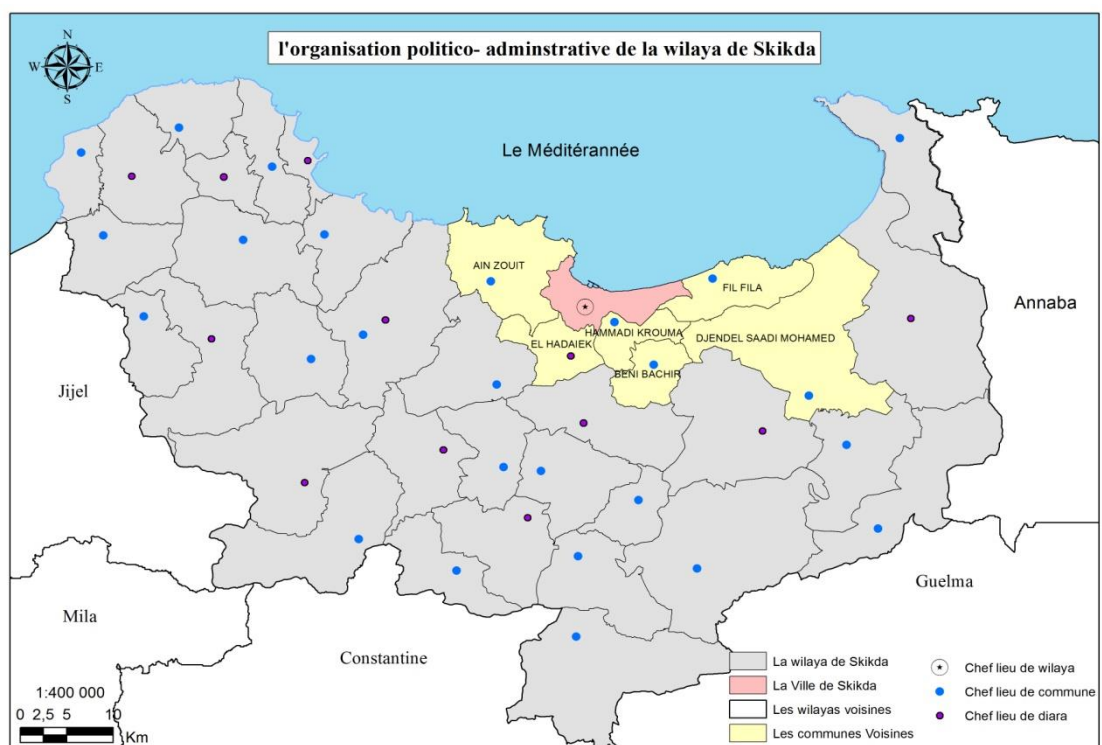 l'organisation politico- adminstrative de la wilaya de Skikda
N
W
E
S
Le Méditérannée
AIN ZOUIT
FIL FILA
HAMMADI KROUMA
DJENDEL SAADI MOHAMED
EL HADAIEK
BENI BACHIR
Annaba
Jijel
Guelma
Mila
Constantine
La wilaya de Skikda
La Ville de Skikda
Les wilayas voisines
Les communes Voisines
Chef lieu de wilaya
Chef lieu de commune
Chef lieu de diara
1:400 000
0 2,5 5 10
Km